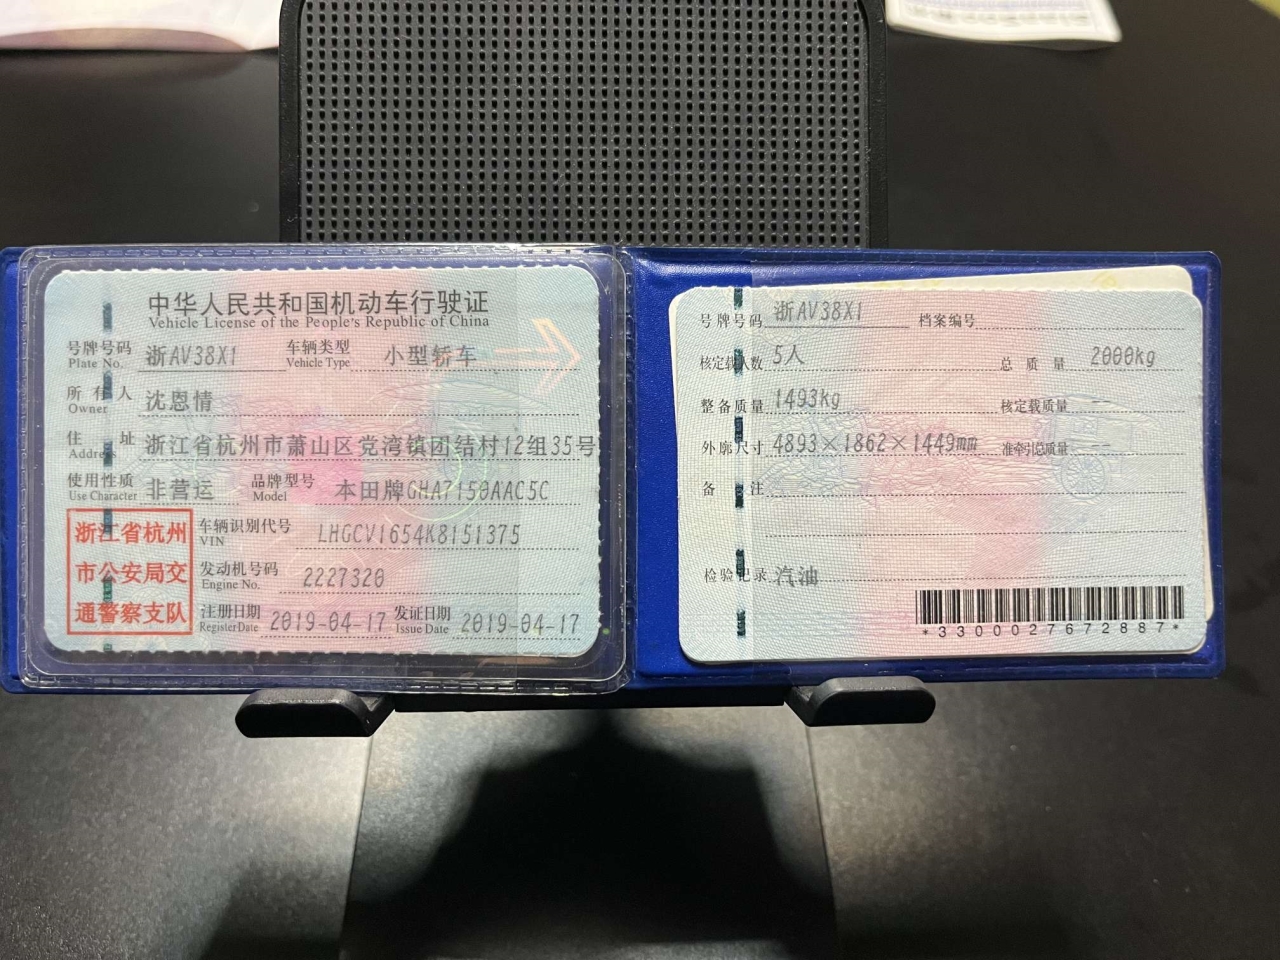 中华人民共和国机动车行驶证
Vehicle License of the People's Republic of China
号牌号码 浙AV38X1 车辆类型 小型轿车
Plate No. Vehicle Type
所有人 沈恩情
Owner
住址 浙江省杭州市萧山区党湾镇团结村12组35号
Address
使用性质 非营运 品牌型号 本田牌GHA7150AAC5C
Use Character Model
浙江省杭州
市公安局交
通警察支队
车辆识别代号 LHGCV1654K8151375
VIN
发动机号码 2227320
Engine No.
注册日期 2019-04-17 发证日期 2019-04-17
Register Date Issue Date
号牌号码 浙AV38X1 档案编号
核定载人数 5人 总质量 2000kg
整备质量 1493kg 核定载质量 --
外廓尺寸 4893×1862×1449mm 准牵引总质量 --
备注
检验记录 汽油
*3300027672887*